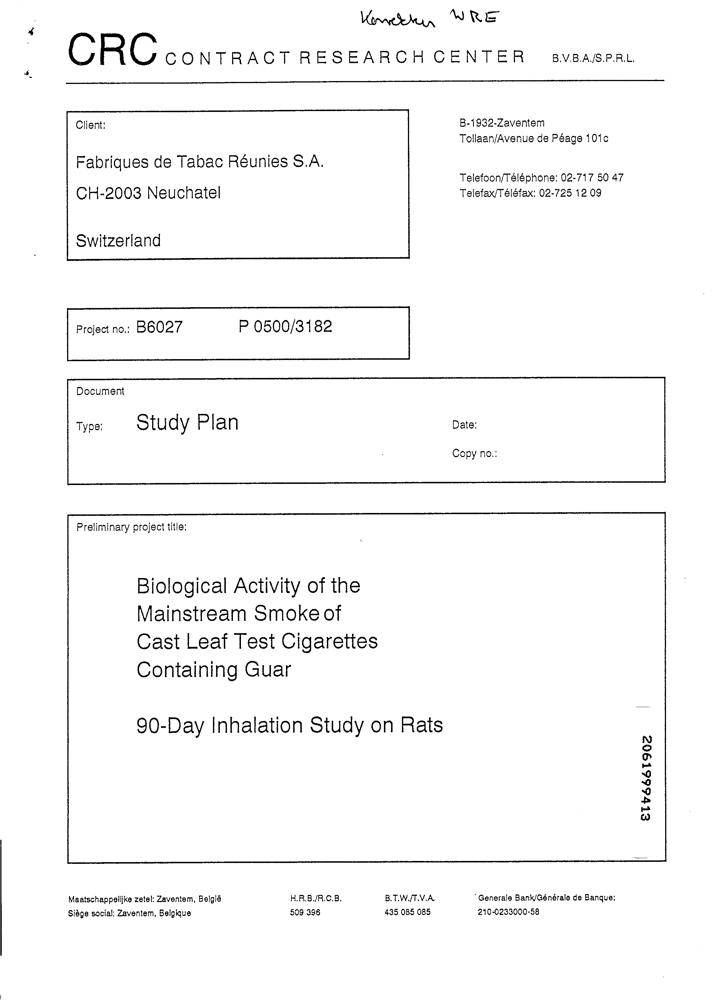 WRE
CRC CONTRACT RESEARCH CENTER B.V.B.A./S.P.R.L.
Client:
Fabriques de Tabac Réunies S.A.
CH-2003 Neuchatel
Switzerland
B-1932-Zaventem
Tollaan/Avenue de Péage 101c
Telefoon/Téléphone: 02-717 50 47
Telefax/Téléfax: 02-725 12 09
Project no.: B6027 P 0500/3182
Document
Type: Study Plan
Date:
Copy no.:
Preliminary project title:
Biological Activity of the
Mainstream Smoke of
Cast Leaf Test Cigarettes
Containing Guar
90-Day Inhalation Study on Rats
2061999413
Maatschappelijke zetel: Zaventem, België
Siège social: Zaventem, Belgique
H.R.B./R.C.B.
509 396
B.T.W./T.V.A.
435 085 085
Generale Bank/Générale de Banque:
210-0233000-58